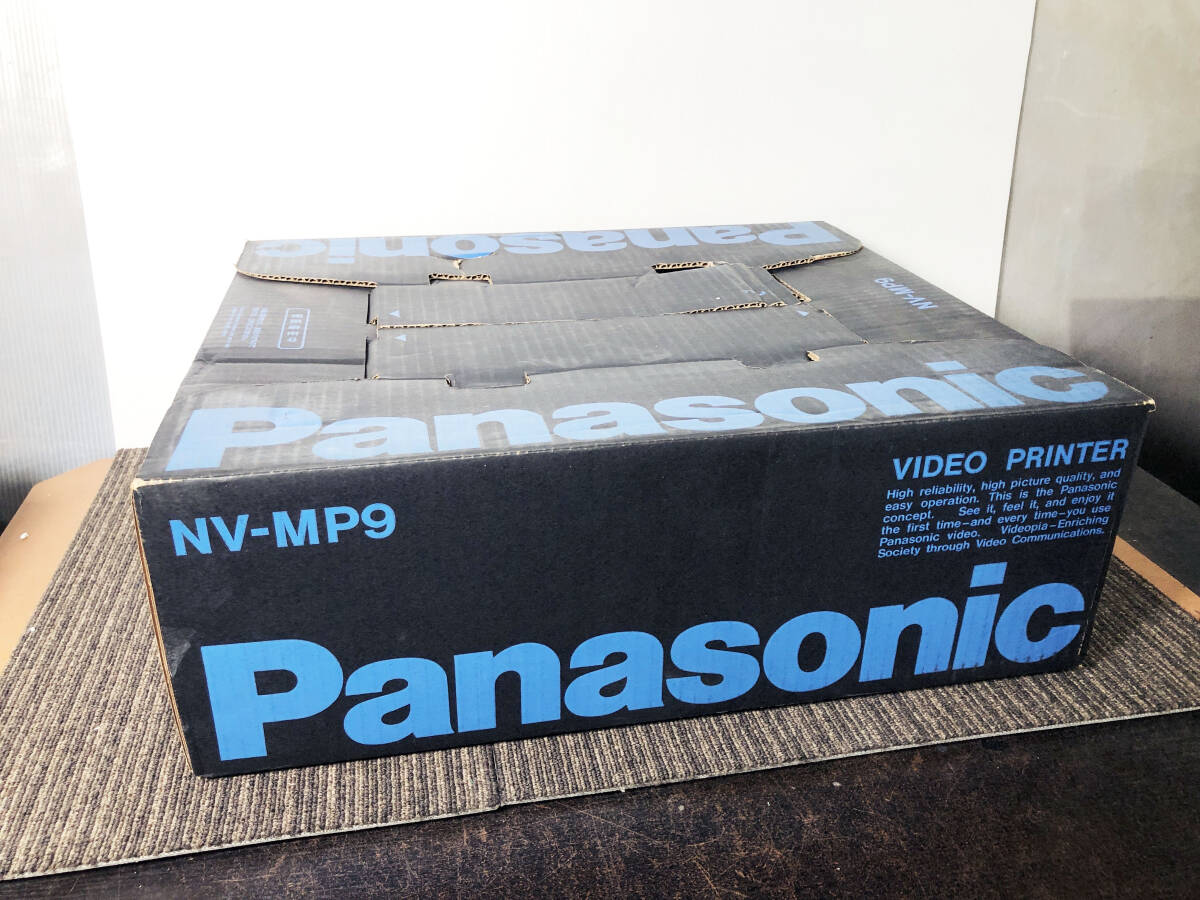 Panasonic
NV-MP9
Panasonic
NV-MP9
VIDEO PRINTER
High reliability, high picture quality, and
easy operation. This is the Panasonic
concept. See it, feel it, and enjoy it
the first time–and every time–you use
Panasonic video. Videopia–Enriching
Society through Video Communications.
Panasonic